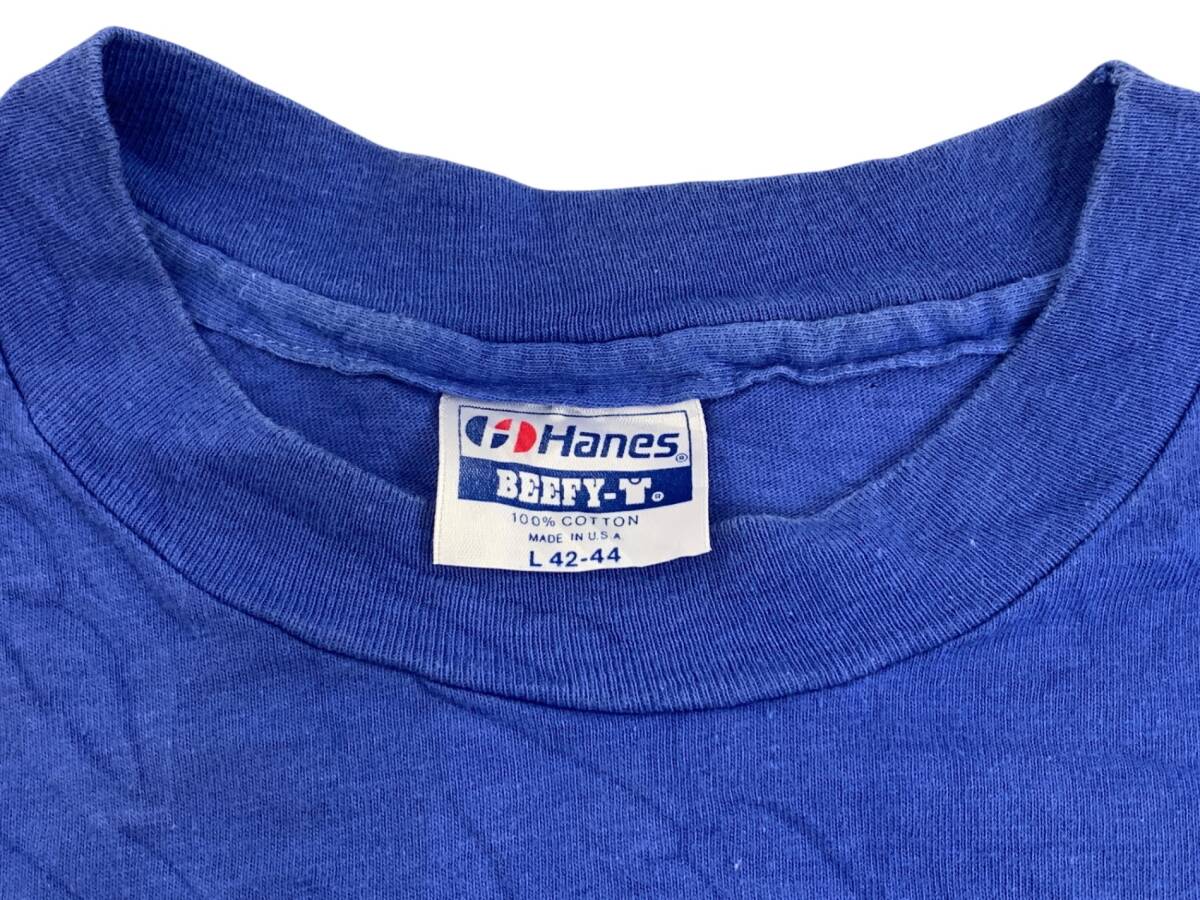 Hanes®
BEEFY-T®
100% COTTON
MADE IN U.S.A
L 42-44